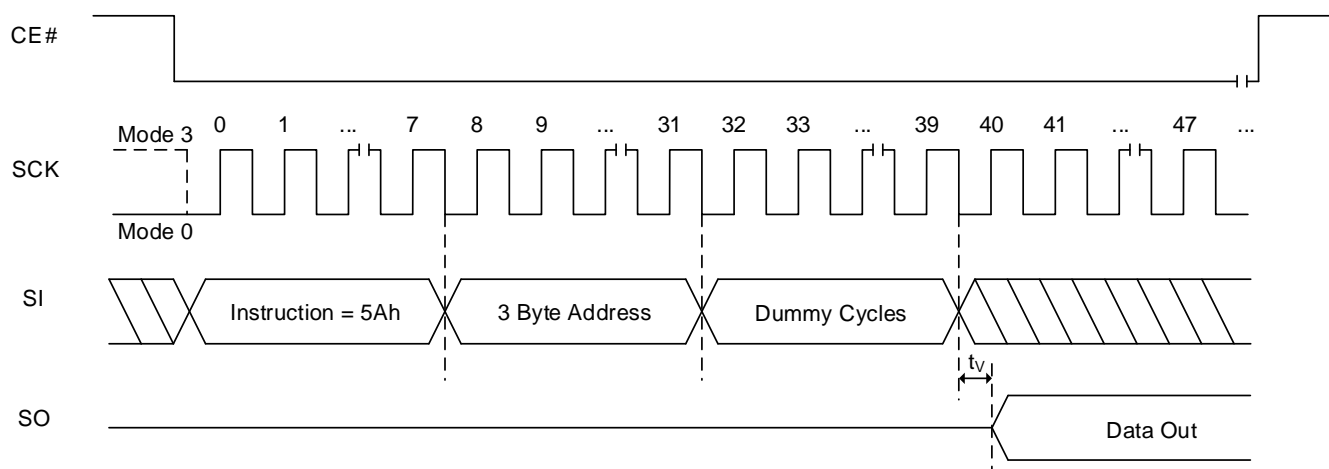 CE#
0 1 ... 7 8 9 ... 31 32 33 ... 39 40 41 ... 47 ...
Mode 3
SCK
Mode 0
SI
Instruction = 5Ah
3 Byte Address
Dummy Cycles
tV
SO
Data Out